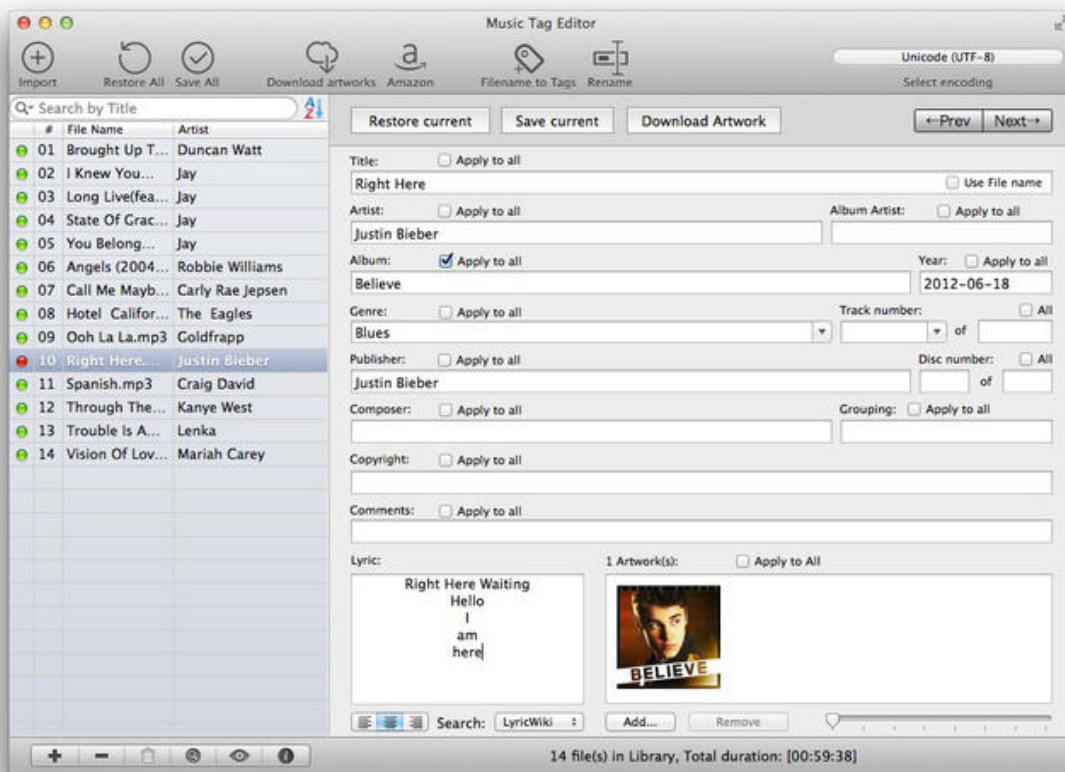 Music Tag Editor
Import Restore All Save All Download artworks Amazon Filename to Tags Rename
Unicode (UTF-8)
Select encoding
Search by Title
# File Name Artist
01 Brought Up T... Duncan Watt
02 I Knew You... Jay
03 Long Live(fea... Jay
04 State Of Grac... Jay
05 You Belong... Jay
06 Angels (2004... Robbie Williams
07 Call Me Mayb... Carly Rae Jepsen
08 Hotel Califor... The Eagles
09 Ooh La La.mp3 Goldfrapp
10 Right Here.... Justin Bieber
11 Spanish.mp3 Craig David
12 Through The... Kanye West
13 Trouble Is A... Lenka
14 Vision Of Lov... Mariah Carey
Restore current Save current Download Artwork ←Prev Next→
Title: Apply to all
Right Here Use File name
Artist: Apply to all Album Artist: Apply to all
Justin Bieber
Album: Apply to all Year: Apply to all
Believe 2012-06-18
Genre: Apply to all Track number: All
Blues of
Publisher: Apply to all Disc number: All
Justin Bieber of
Composer: Apply to all Grouping: Apply to all
Copyright: Apply to all
Comments: Apply to all
Lyric: 1 Artwork(s): Apply to All
Right Here Waiting
Hello
I
am
here
BELIEVE
Search: LyricWiki Add... Remove
14 file(s) in Library, Total duration: [00:59:38]